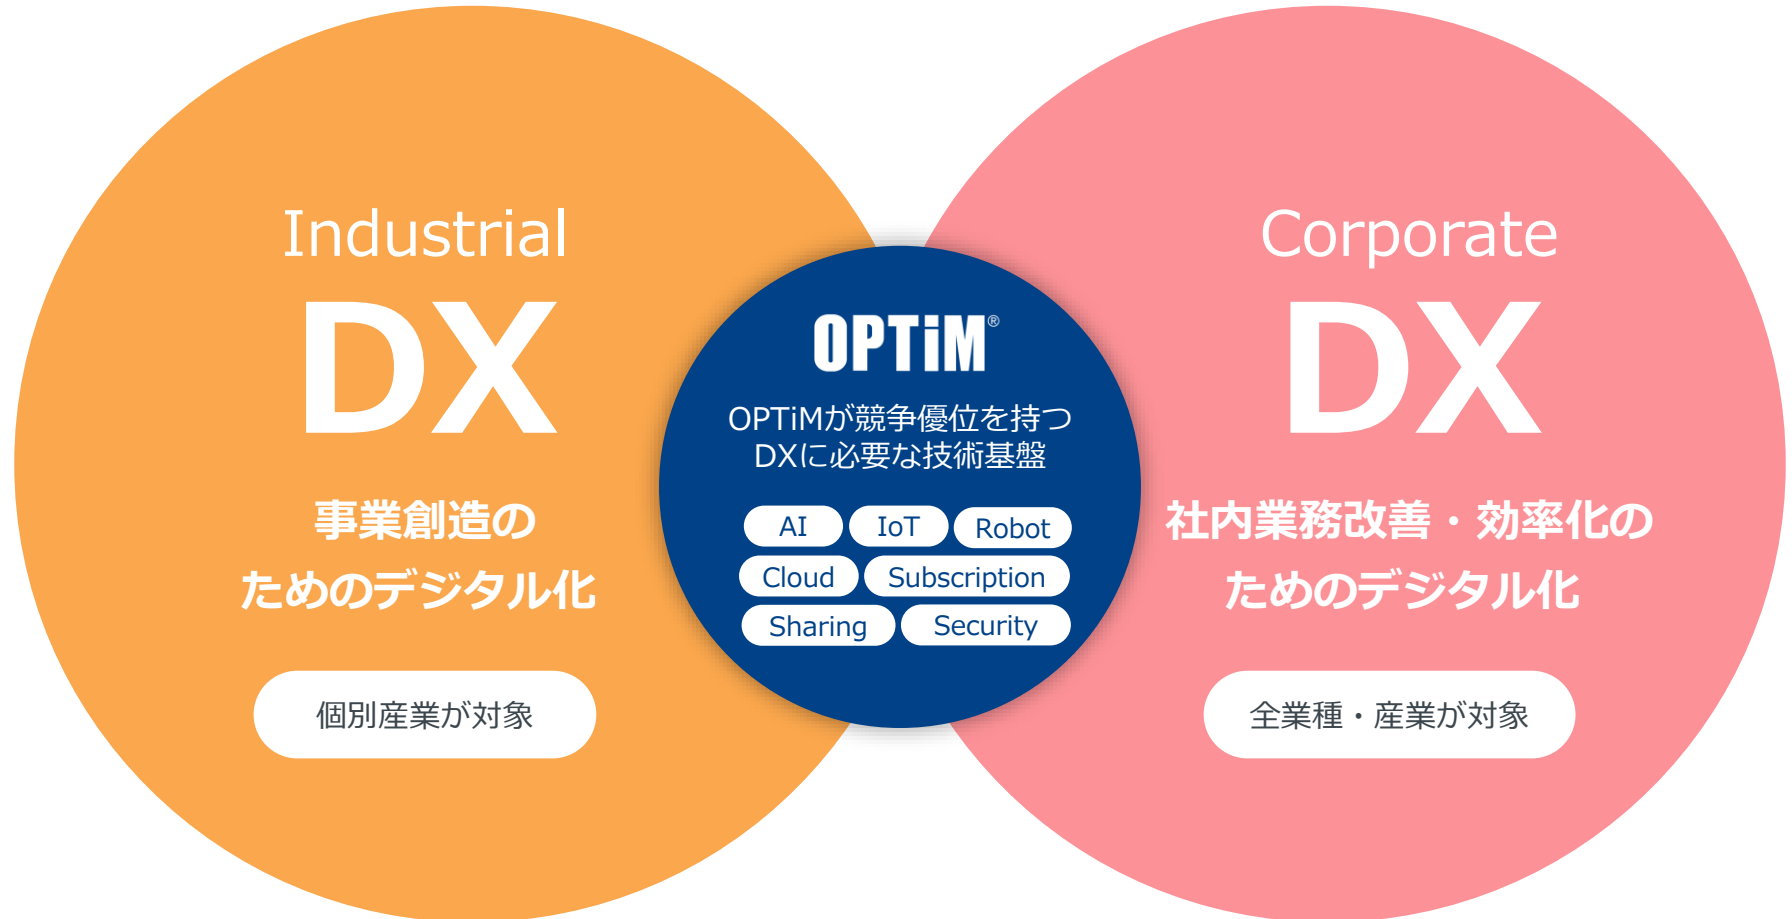 Industrial
DX
事業創造の
ためのデジタル化
個別産業が対象
OPTiM®
OPTiMが競争優位を持つ
DXに必要な技術基盤
AI IoT Robot
Cloud Subscription
Sharing Security
Corporate
DX
社内業務改善・効率化の
ためのデジタル化
全業種・産業が対象